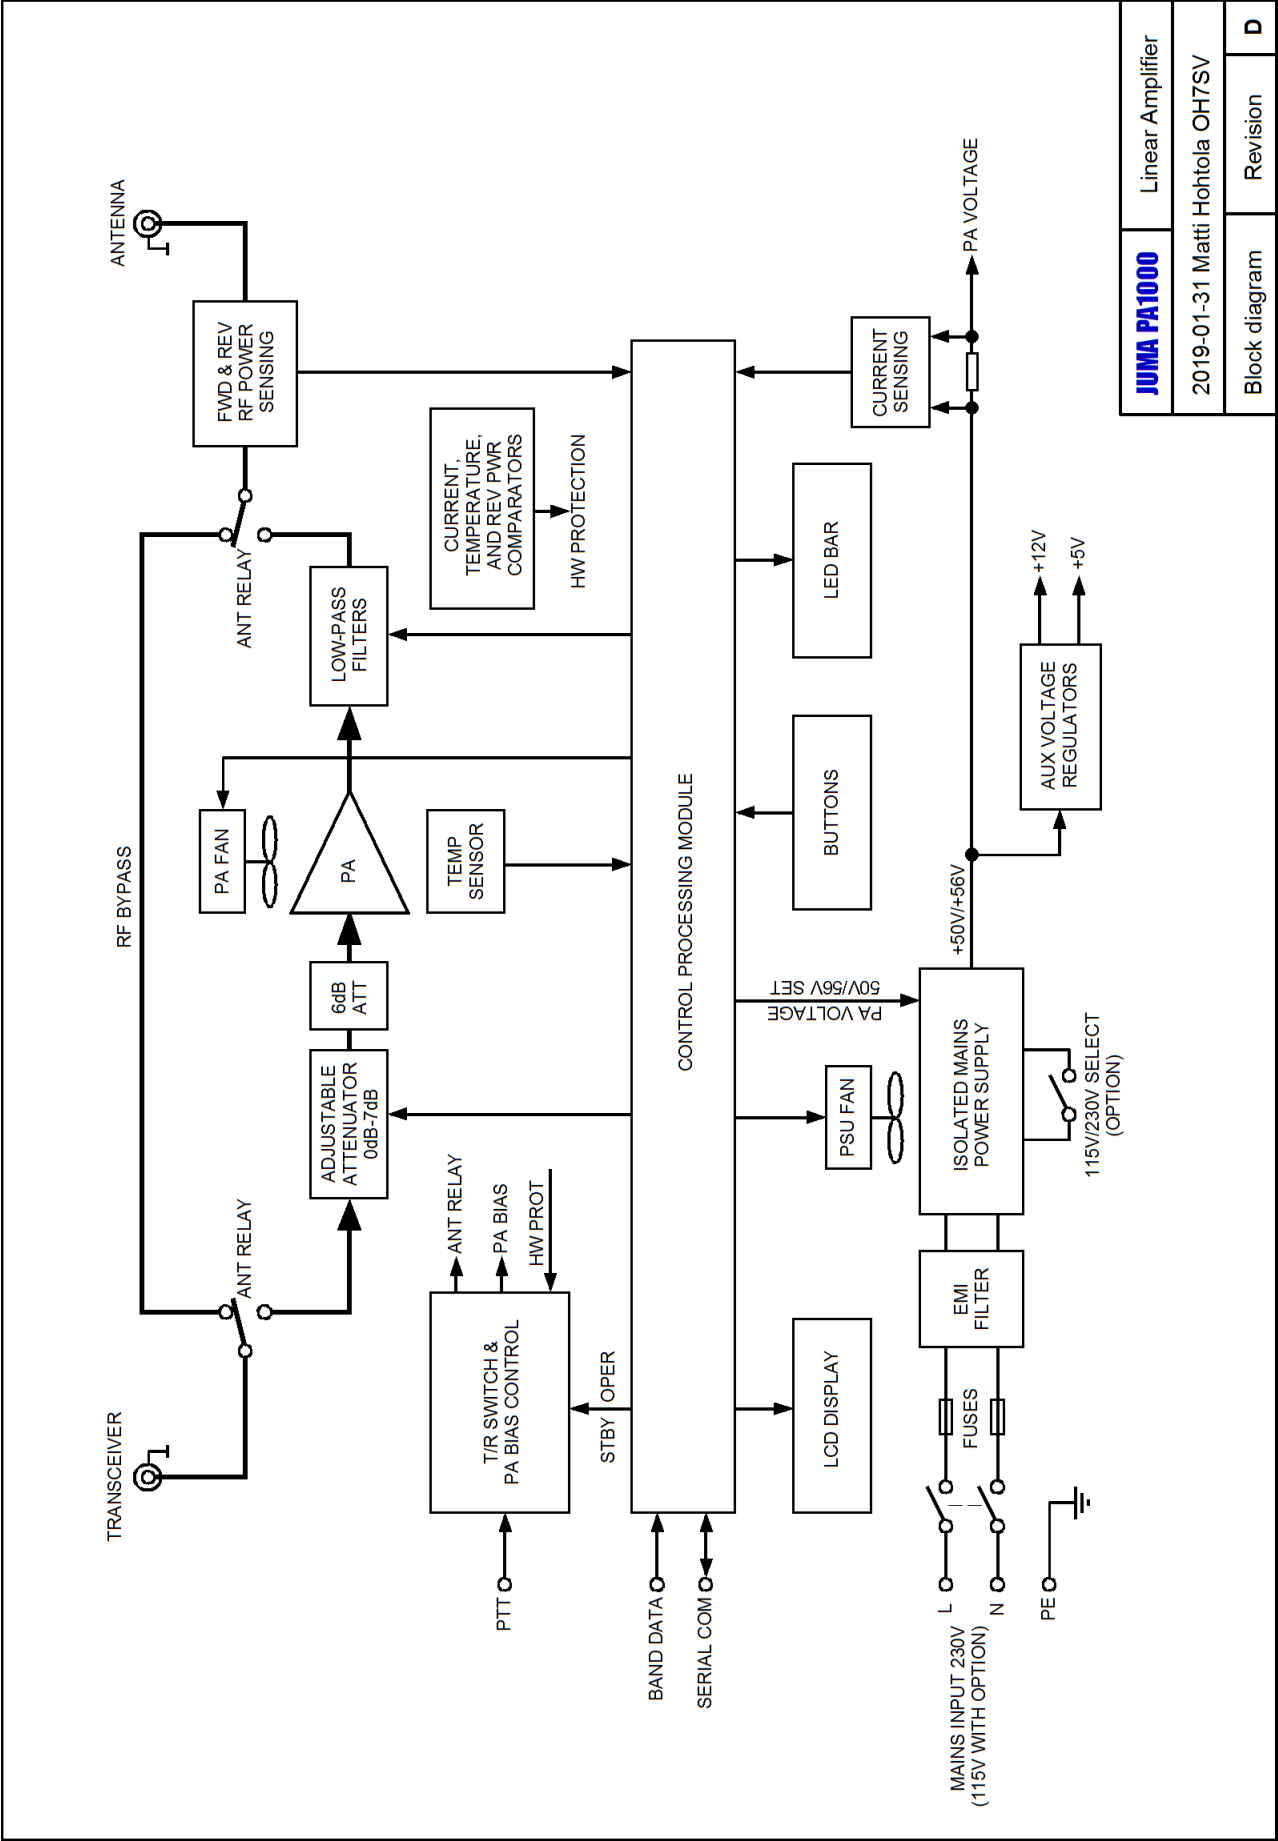 TRANSCEIVER
RF BYPASS
ANTENNA
ANT RELAY
ANT RELAY
PA FAN
FWD & REV
RF POWER
SENSING
ADJUSTABLE
ATTENUATOR
0dB-7dB
6dB
ATT
PA
LOW-PASS
FILTERS
ANT RELAY
PA BIAS
HW PROT
T/R SWITCH &
PA BIAS CONTROL
PTT
TEMP
SENSOR
CURRENT,
TEMPERATURE,
AND REV PWR
COMPARATORS
HW PROTECTION
STBY OPER
BAND DATA
SERIAL COM
CONTROL PROCESSING MODULE
LCD DISPLAY
PSU FAN
PA VOLTAGE
50V/56V SET
BUTTONS
LED BAR
CURRENT
SENSING
MAINS INPUT 230V
(115V WITH OPTION)
L
N
PE
FUSES
EMI
FILTER
ISOLATED MAINS
POWER SUPPLY
+50V/+56V
PA VOLTAGE
115V/230V SELECT
(OPTION)
AUX VOLTAGE
REGULATORS
+12V
+5V
JUMA PA1000
Linear Amplifier
2019-01-31 Matti Hohtola OH7SV
Block diagram
Revision
D